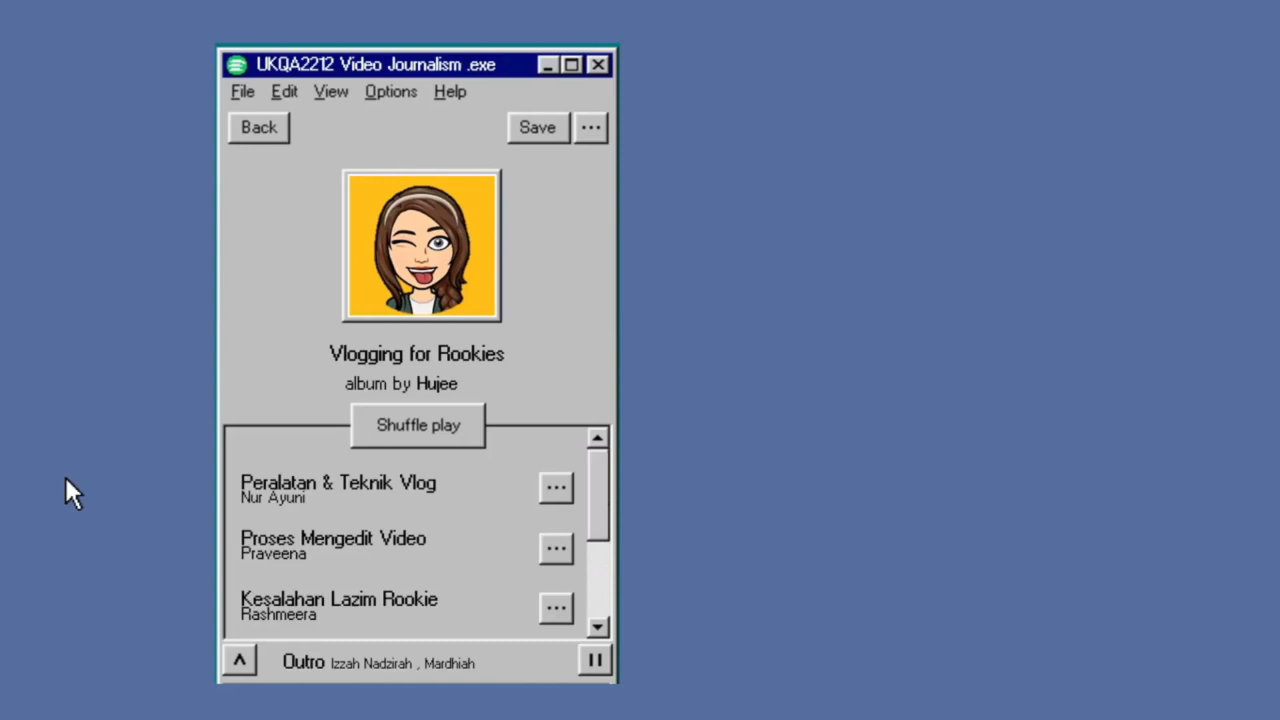 UKQA2212 Video Journalism .exe
File Edit View Options Help
Back Save ...
Vlogging for Rookies
album by Hujee
Shuffle play
Peralatan & Teknik Vlog
Nur Ayuni
...
Proses Mengedit Video
Praveena
...
Kesalahan Lazim Rookie
Rashmeera
...
Outro Izzah Nadzirah , Mardhiah